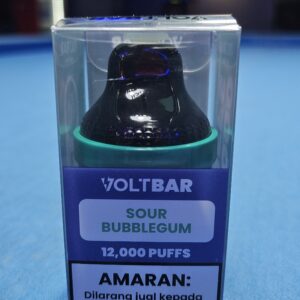 VOLTBAR
SOUR
BUBBLEGUM
12,000 PUFFS
AMARAN:
Dilarang jual kepada